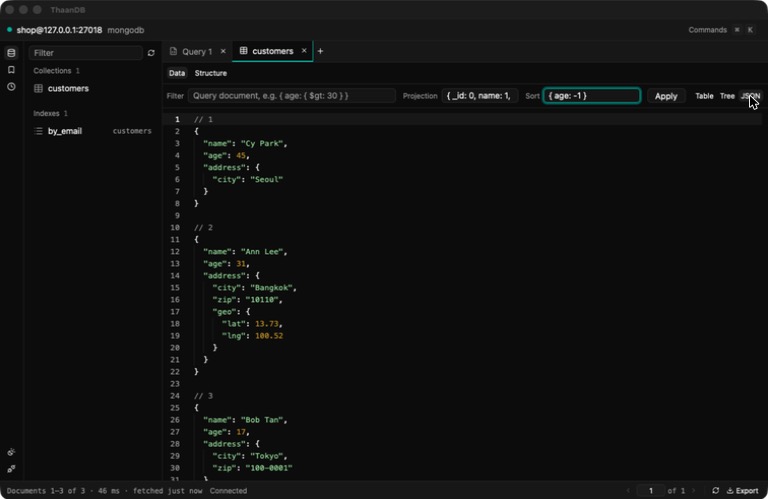 ThaanDB
shop@127.0.0.1:27018 mongodb Commands ⌘ K
Filter
Collections 1
customers
Indexes 1
by_email customers
Query 1 × customers × +
Data Structure
Filter Query document, e.g. { age: { $gt: 30 } } Projection { _id: 0, name: 1, Sort { age: -1 } Apply Table Tree JSON
1 // 1
2 {
3 "name": "Cy Park",
4 "age": 45,
5 "address": {
6 "city": "Seoul"
7 }
8 }
9
10 // 2
11 {
12 "name": "Ann Lee",
13 "age": 31,
14 "address": {
15 "city": "Bangkok",
16 "zip": "10110",
17 "geo": {
18 "lat": 13.73,
19 "lng": 100.52
20 }
21 }
22 }
23
24 // 3
25 {
26 "name": "Bob Tan",
27 "age": 17,
28 "address": {
29 "city": "Tokyo",
30 "zip": "100-0001"
31 }
Documents 1–3 of 3 · 46 ms · fetched just now Connected 1 of 1 Export